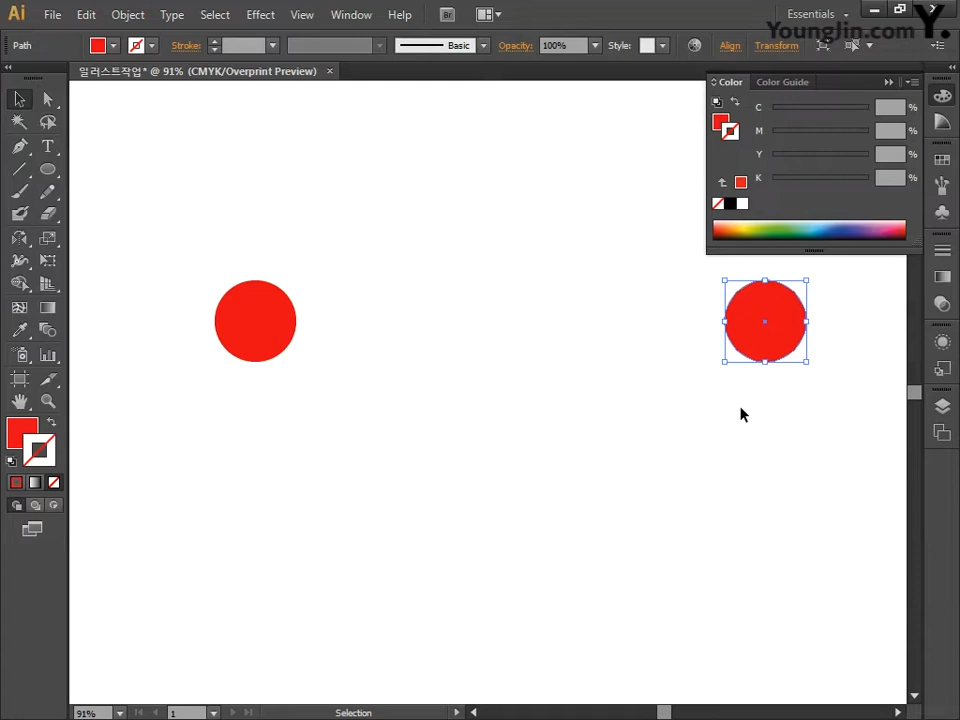 Ai File Edit Object Type Select Effect View Window Help Br Essentials
YoungJin.com Y.
Path Stroke: Basic Opacity: 100% Style: Align Transform
일러스트작업* @ 91% (CMYK/Overprint Preview) ×
Color Color Guide
C %
M %
Y %
K %
T
91% 1 Selection